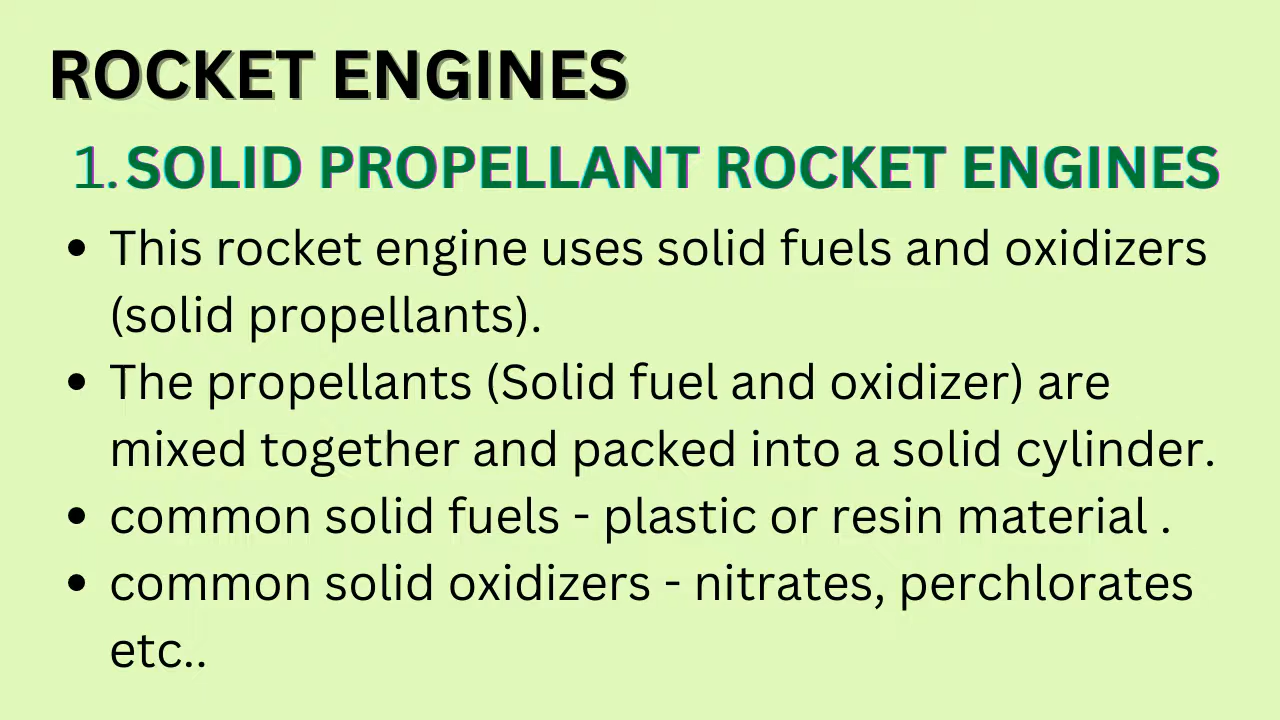 ROCKET ENGINES
1. SOLID PROPELLANT ROCKET ENGINES
• This rocket engine uses solid fuels and oxidizers
(solid propellants).
• The propellants (Solid fuel and oxidizer) are
mixed together and packed into a solid cylinder.
• common solid fuels - plastic or resin material .
• common solid oxidizers - nitrates, perchlorates
etc..